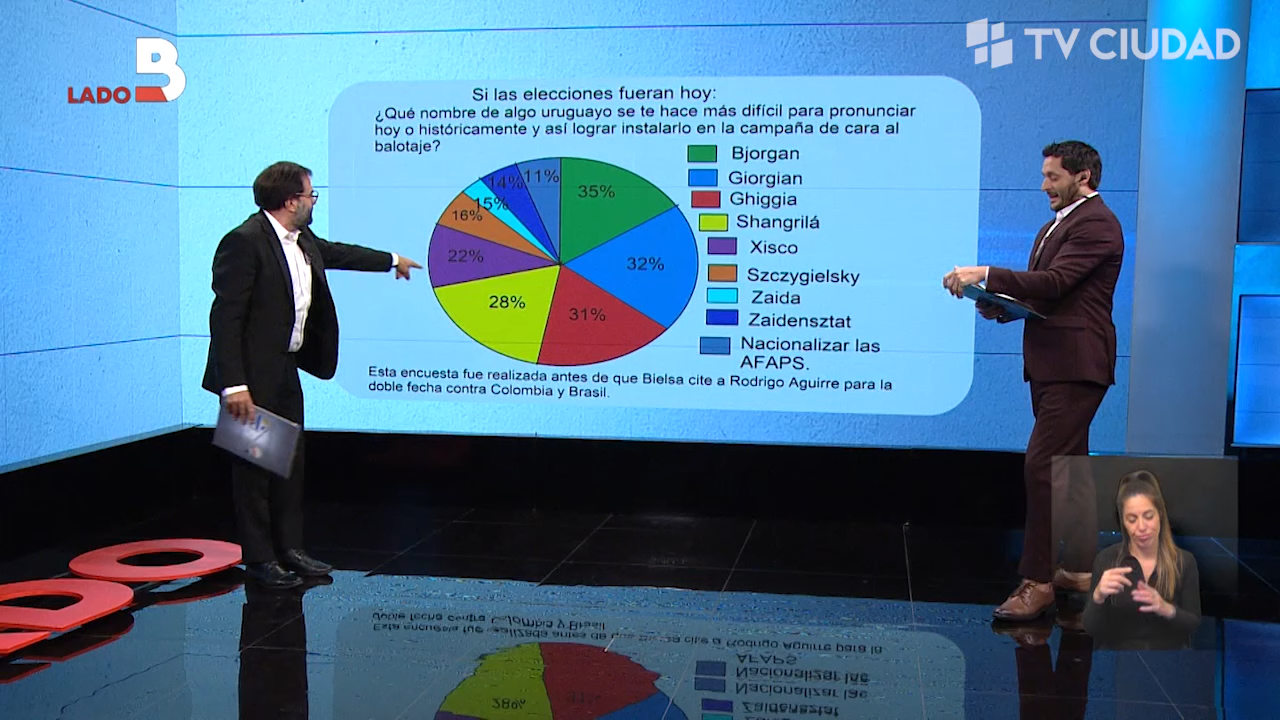 LADO B
TV CIUDAD
Si las elecciones fueran hoy:
¿Qué nombre de algo uruguayo se te hace más difícil para pronunciar
hoy o históricamente y así lograr instalarlo en la campaña de cara al
balotaje?
35%
32%
31%
28%
22%
16%
15%
14%
11%
Bjorgan
Giorgian
Ghiggia
Shangrilá
Xisco
Szczygielsky
Zaida
Zaidensztat
Nacionalizar las
AFAPS.
Esta encuesta fue realizada antes de que Bielsa cite a Rodrigo Aguirre para la
doble fecha contra Colombia y Brasil.